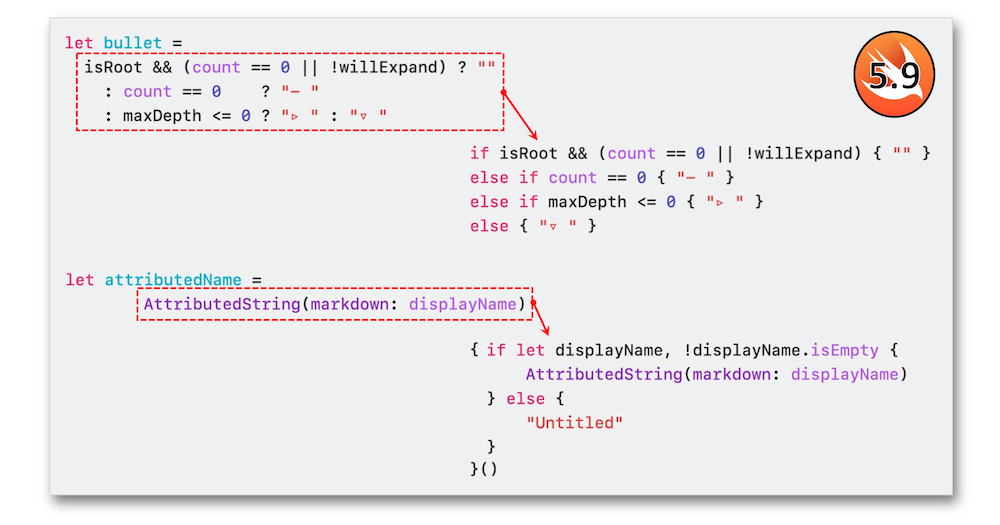 let bullet =
isRoot && (count == 0 || !willExpand) ? ""
: count == 0    ? "- "
: maxDepth <= 0 ? "▹ " : "▿ "
5.9
if isRoot && (count == 0 || !willExpand) { "" }
else if count == 0 { "- " }
else if maxDepth <= 0 { "▹ " }
else { "▿ " }
let attributedName =
AttributedString(markdown: displayName)
{ if let displayName, !displayName.isEmpty {
AttributedString(markdown: displayName)
} else {
"Untitled"
}
}()